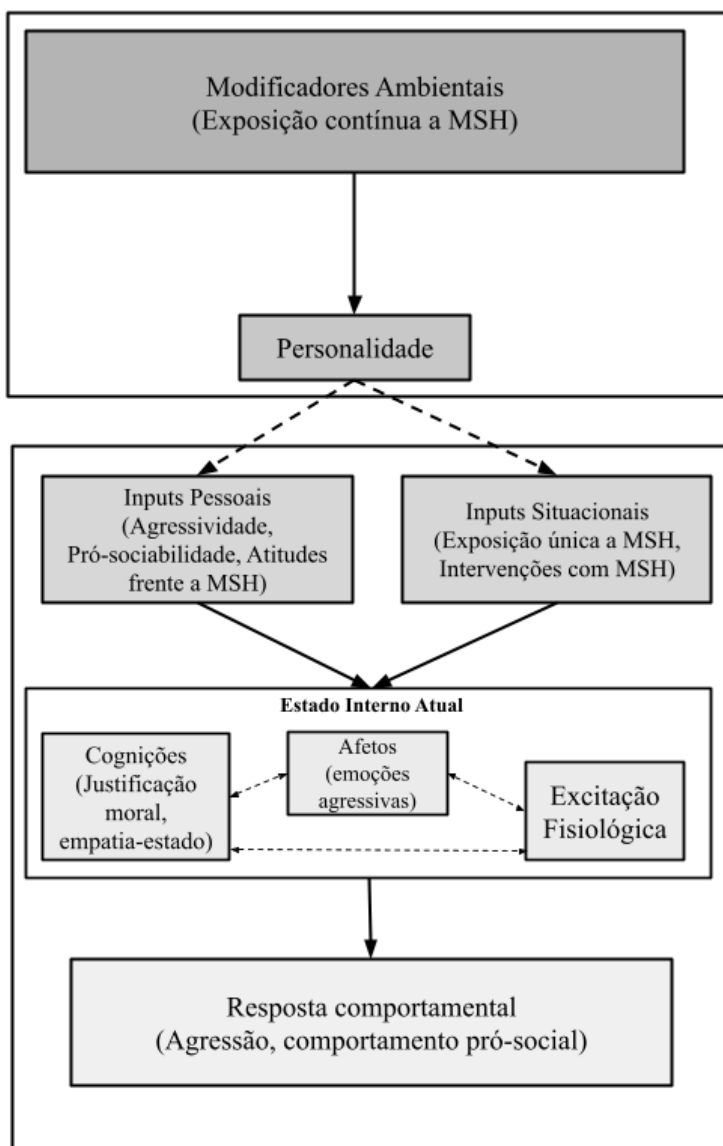 Modificadores Ambientais
(Exposição contínua a MSH)
Personalidade
Inputs Pessoais
(Agressividade,
Pró-sociabilidade, Atitudes
frente a MSH)
Inputs Situacionais
(Exposição única a MSH,
Intervenções com MSH)
Estado Interno Atual
Cognições
(Justificação
moral,
empatia-estado)
Afetos
(emoções
agressivas)
Excitação
Fisiológica
Resposta comportamental
(Agressão, comportamento pró-social)